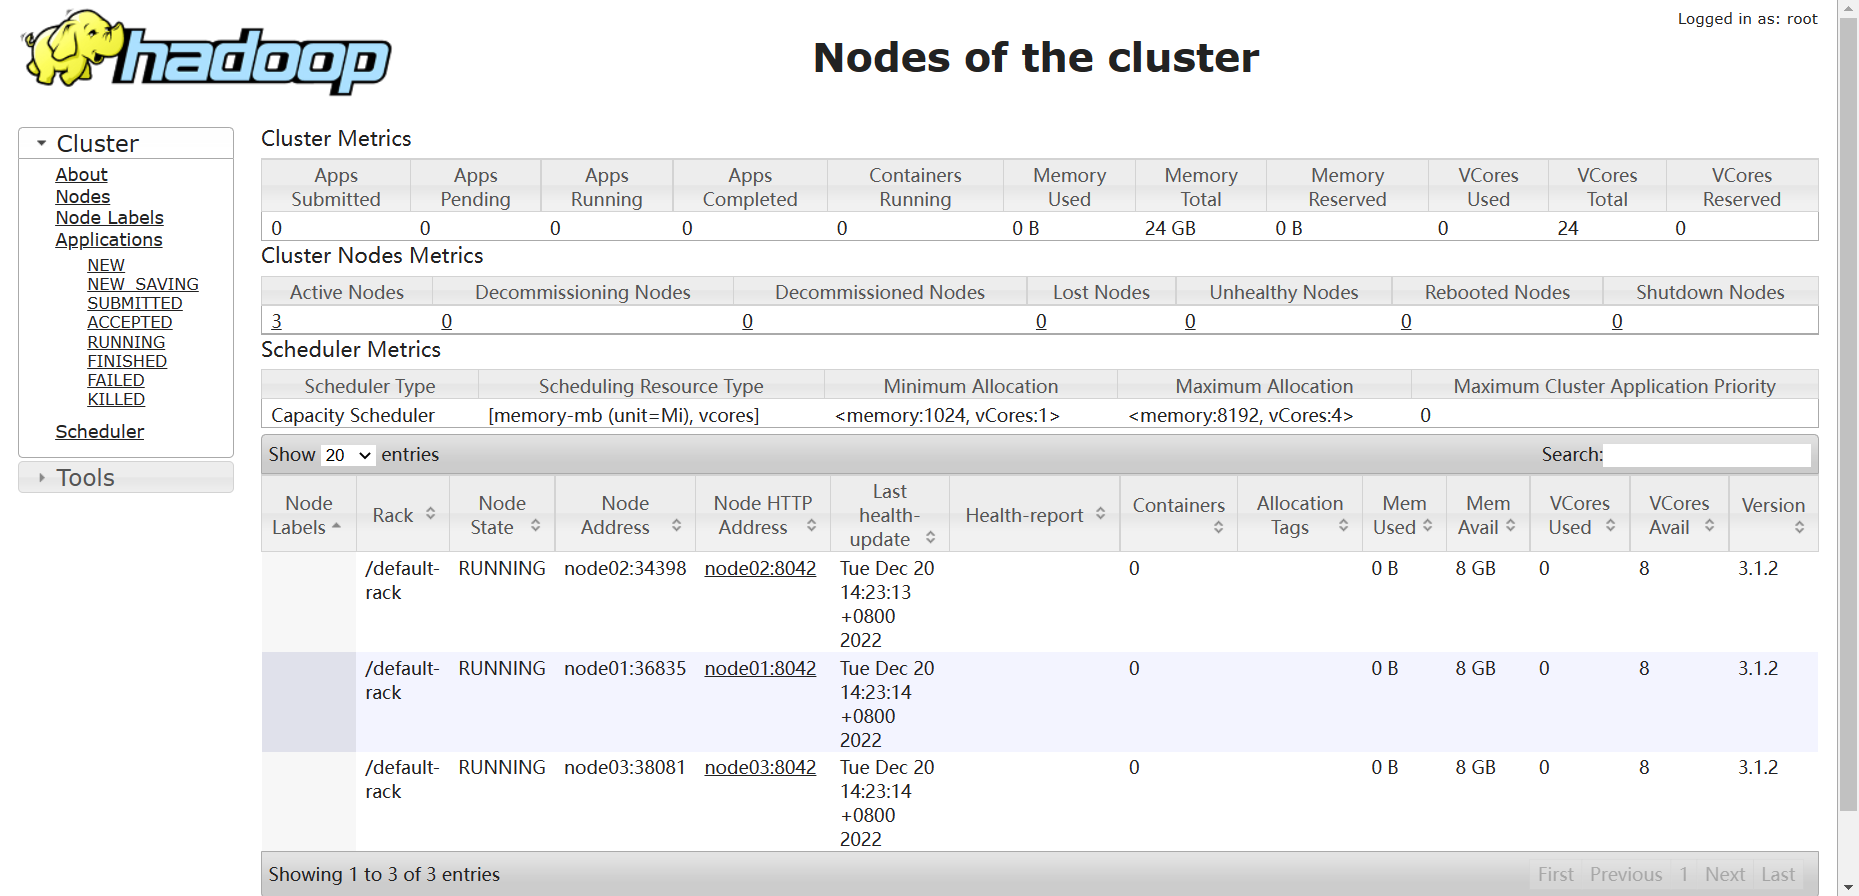 hadoop
Logged in as: root
Nodes of the cluster
Cluster
About
Nodes
Node Labels
Applications
NEW
NEW_SAVING
SUBMITTED
ACCEPTED
RUNNING
FINISHED
FAILED
KILLED
Scheduler
Tools
Cluster Metrics
Apps Submitted Apps Pending Apps Running Apps Completed Containers Running Memory Used Memory Total Memory Reserved VCores Used VCores Total VCores Reserved
0 0 0 0 0 0 B 24 GB 0 B 0 24 0
Cluster Nodes Metrics
Active Nodes Decommissioning Nodes Decommissioned Nodes Lost Nodes Unhealthy Nodes Rebooted Nodes Shutdown Nodes
3 0 0 0 0 0 0
Scheduler Metrics
Scheduler Type Scheduling Resource Type Minimum Allocation Maximum Allocation Maximum Cluster Application Priority
Capacity Scheduler [memory-mb (unit=Mi), vcores] <memory:1024, vCores:1> <memory:8192, vCores:4> 0
Show 20 entries Search:
Node Labels Rack Node State Node Address Node HTTP Address Last health-update Health-report Containers Allocation Tags Mem Used Mem Avail VCores Used VCores Avail Version
/default-rack RUNNING node02:34398 node02:8042 Tue Dec 20 14:23:13 +0800 2022 0 0 B 8 GB 0 8 3.1.2
/default-rack RUNNING node01:36835 node01:8042 Tue Dec 20 14:23:14 +0800 2022 0 0 B 8 GB 0 8 3.1.2
/default-rack RUNNING node03:38081 node03:8042 Tue Dec 20 14:23:14 +0800 2022 0 0 B 8 GB 0 8 3.1.2
Showing 1 to 3 of 3 entries First Previous 1 Next Last